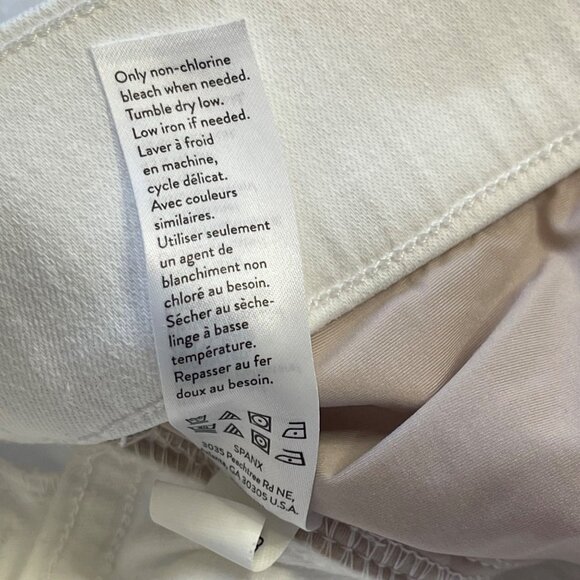 Only non-chlorine
bleach when needed.
Tumble dry low.
Low iron if needed.
Laver à froid
en machine,
cycle délicat.
Avec couleurs
similaires.
Utiliser seulement
un agent de
blanchiment non
chloré au besoin.
Sécher au sèche-
linge à basse
température.
Repasser au fer
doux au besoin.
SPANX
3035 Peachtree Rd NE,
Atlanta, GA 30305 U.S.A.